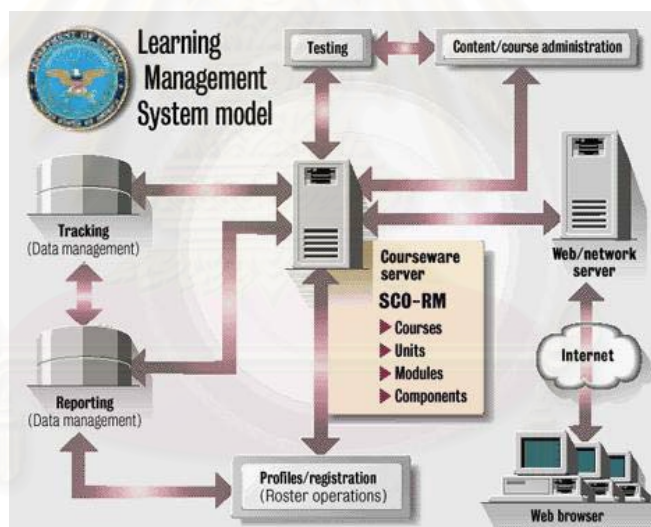 Learning
Management
System model
Testing
Content/course administration
Tracking
(Data management)
Courseware
server
SCO-RM
Courses
Units
Modules
Components
Web/network
server
Internet
Reporting
(Data management)
Profiles/registration
(Roster operations)
Web browser